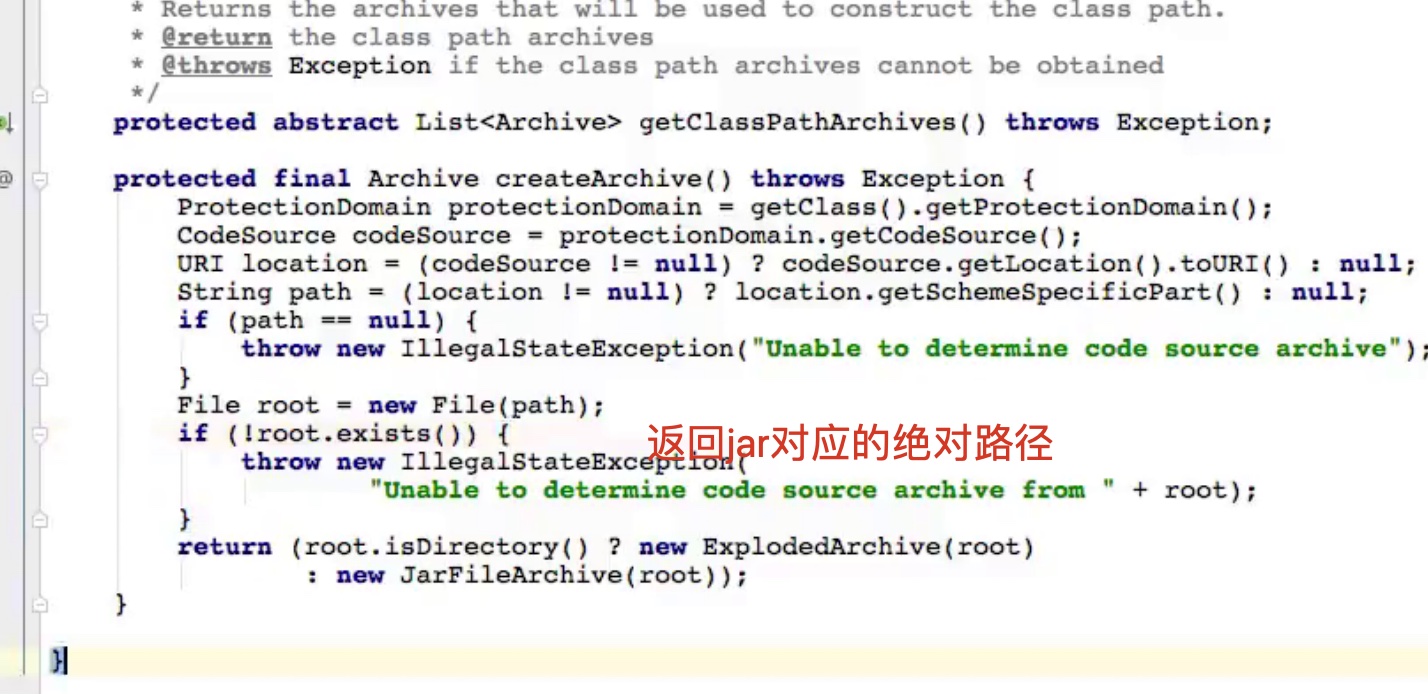 * Returns the archives that will be used to construct the class path.
* @return the class path archives
* @throws Exception if the class path archives cannot be obtained
*/
protected abstract List<Archive> getClassPathArchives() throws Exception;
@
protected final Archive createArchive() throws Exception {
ProtectionDomain protectionDomain = getClass().getProtectionDomain();
CodeSource codeSource = protectionDomain.getCodeSource();
URI location = (codeSource != null) ? codeSource.getLocation().toURI() : null;
String path = (location != null) ? location.getSchemeSpecificPart() : null;
if (path == null) {
throw new IllegalStateException("Unable to determine code source archive");
}
File root = new File(path);
if (!root.exists()) {
返回jar对应的绝对路径
throw new IllegalStateException(
"Unable to determine code source archive from " + root);
}
return (root.isDirectory() ? new ExplodedArchive(root)
: new JarFileArchive(root));
}
}